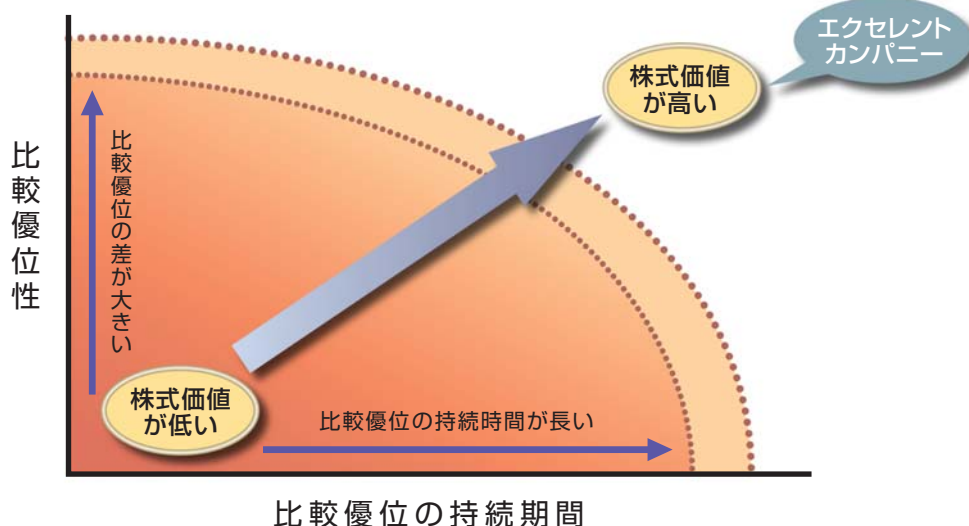 エクセレント
カンパニー
株式価値
が高い
比較優位性
比較優位の差が大きい
株式価値
が低い
比較優位の持続時間が長い
比較優位の持続期間